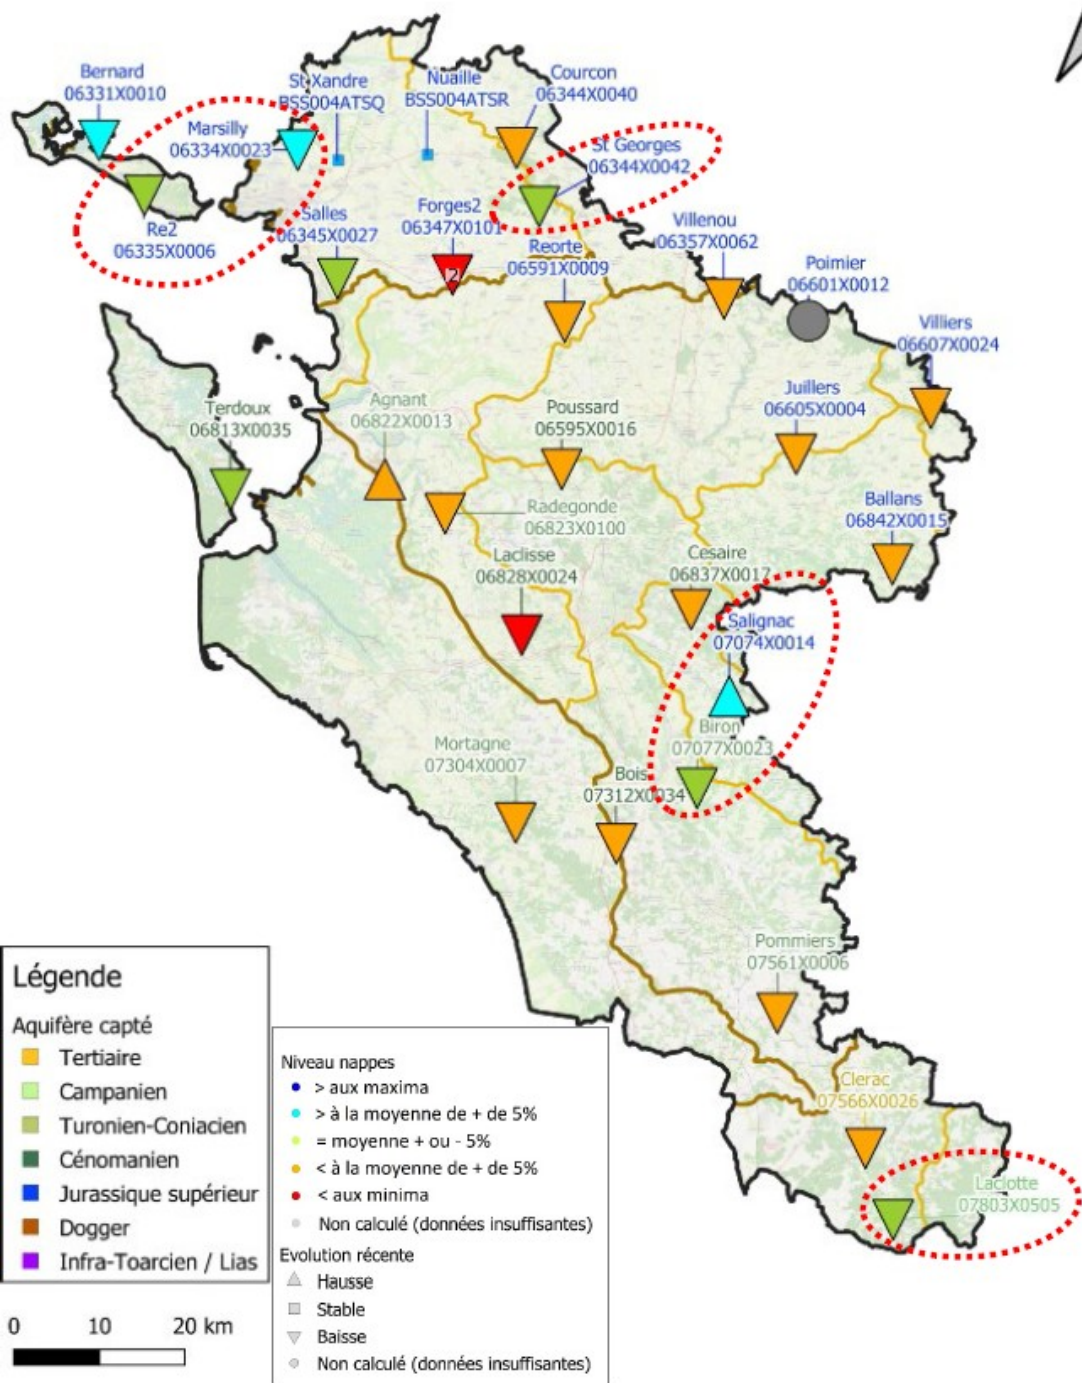 Bernard
06331X0010
St Xandre
BSS004ATSQ
Nuaille
BSS004ATSR
Courcon
06344X0040
Marsilly
06334X0023
St Georges
06344X0042
Re2
06335X0006
Salles
06345X0027
Forges2
06347X0101
2
Reorte
06591X0009
Villenou
06357X0062
Poimier
06601X0012
Villiers
06607X0024
Terdoux
06813X0035
Agnant
06822X0013
Poussard
06595X0016
Juillers
06605X0004
Radegonde
06823X0100
Ballans
06842X0015
Laclisse
06828X0024
Cesaire
06837X0017
Salignac
07074X0014
Mortagne
07304X0007
Biron
07077X0023
Bois
07312X0034
Pommiers
07561X0006
Clerac
07566X0026
Laclotte
07803X0505
Légende
Aquifère capté
Tertiaire
Campanien
Turonien-Coniacien
Cénomanien
Jurassique supérieur
Dogger
Infra-Toarcien / Lias
0 10 20 km
Niveau nappes
> aux maxima
> à la moyenne de + de 5%
= moyenne + ou - 5%
< à la moyenne de + de 5%
< aux minima
Non calculé (données insuffisantes)
Evolution récente
Hausse
Stable
Baisse
Non calculé (données insuffisantes)